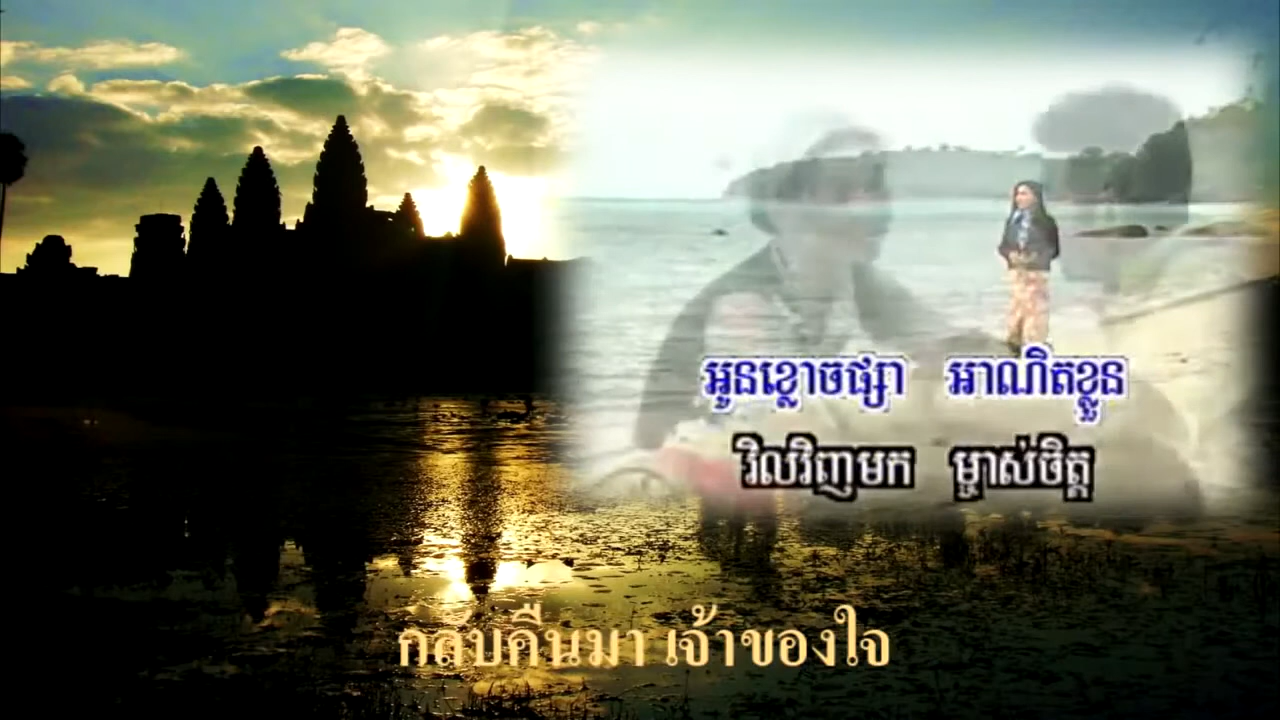 អូនខ្លោចផ្សា អាណិតខ្លួន
វិលវិញមក ម្ចាស់ចិត្ត
กลับคืนมา เจ้าของใจ